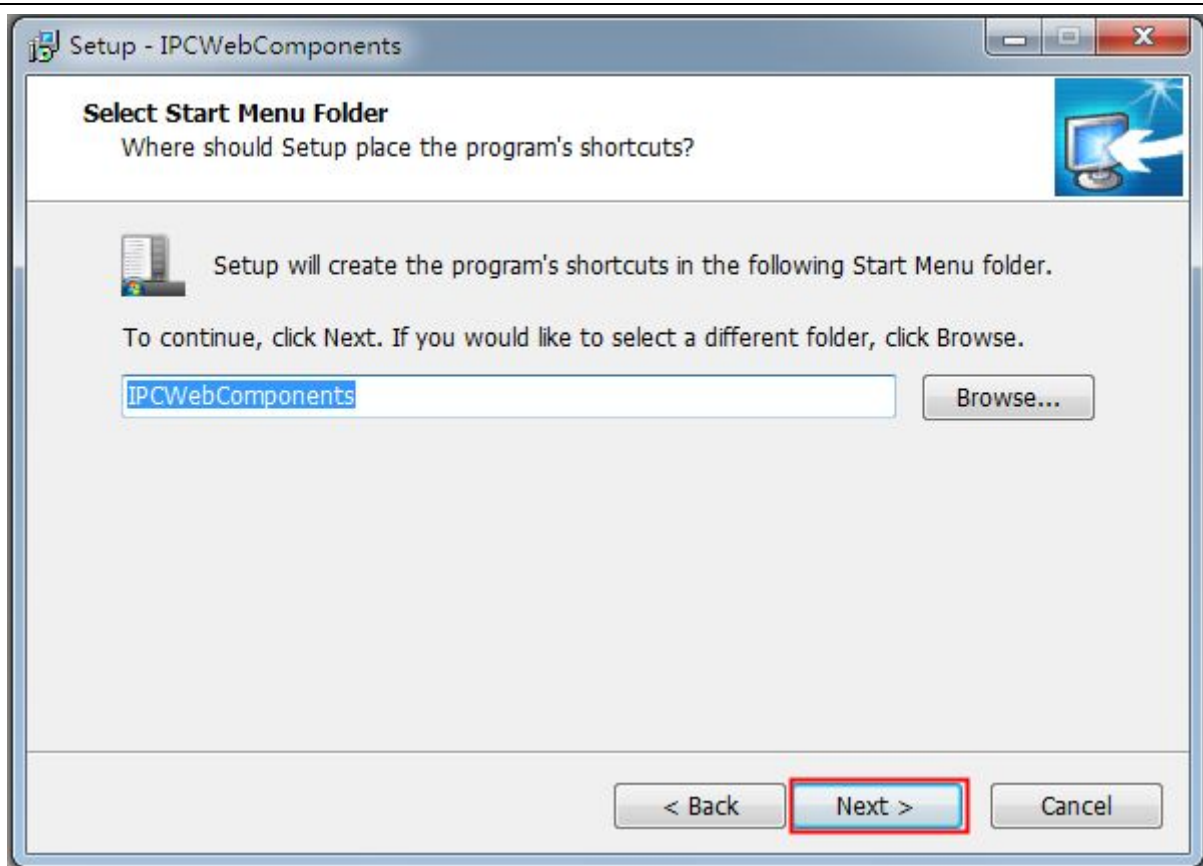 Setup - IPCWebComponents
Select Start Menu Folder
Where should Setup place the program's shortcuts?
Setup will create the program's shortcuts in the following Start Menu folder.
To continue, click Next. If you would like to select a different folder, click Browse.
IPCWebComponents
Browse...
< Back
Next >
Cancel